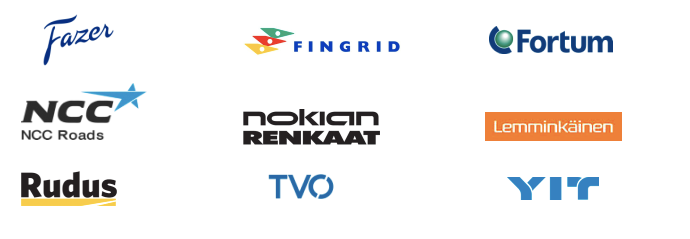 Fazer
FINGRID
Fortum
NCC
NCC Roads
nokian
RENKAAT
Lemminkäinen
Rudus
TVO
YIT